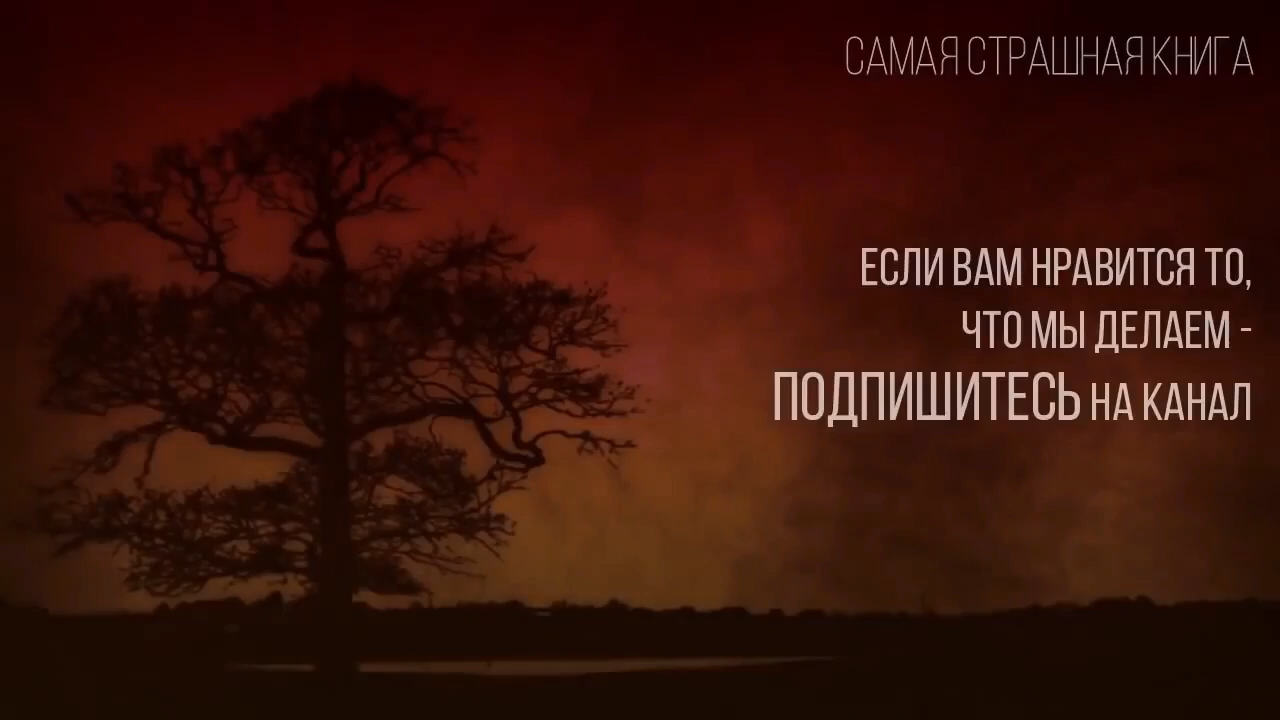 САМАЯ СТРАШНАЯ КНИГА
ЕСЛИ ВАМ НРАВИТСЯ ТО,
ЧТО МЫ ДЕЛАЕМ -
ПОДПИШИТЕСЬ НА КАНАЛ